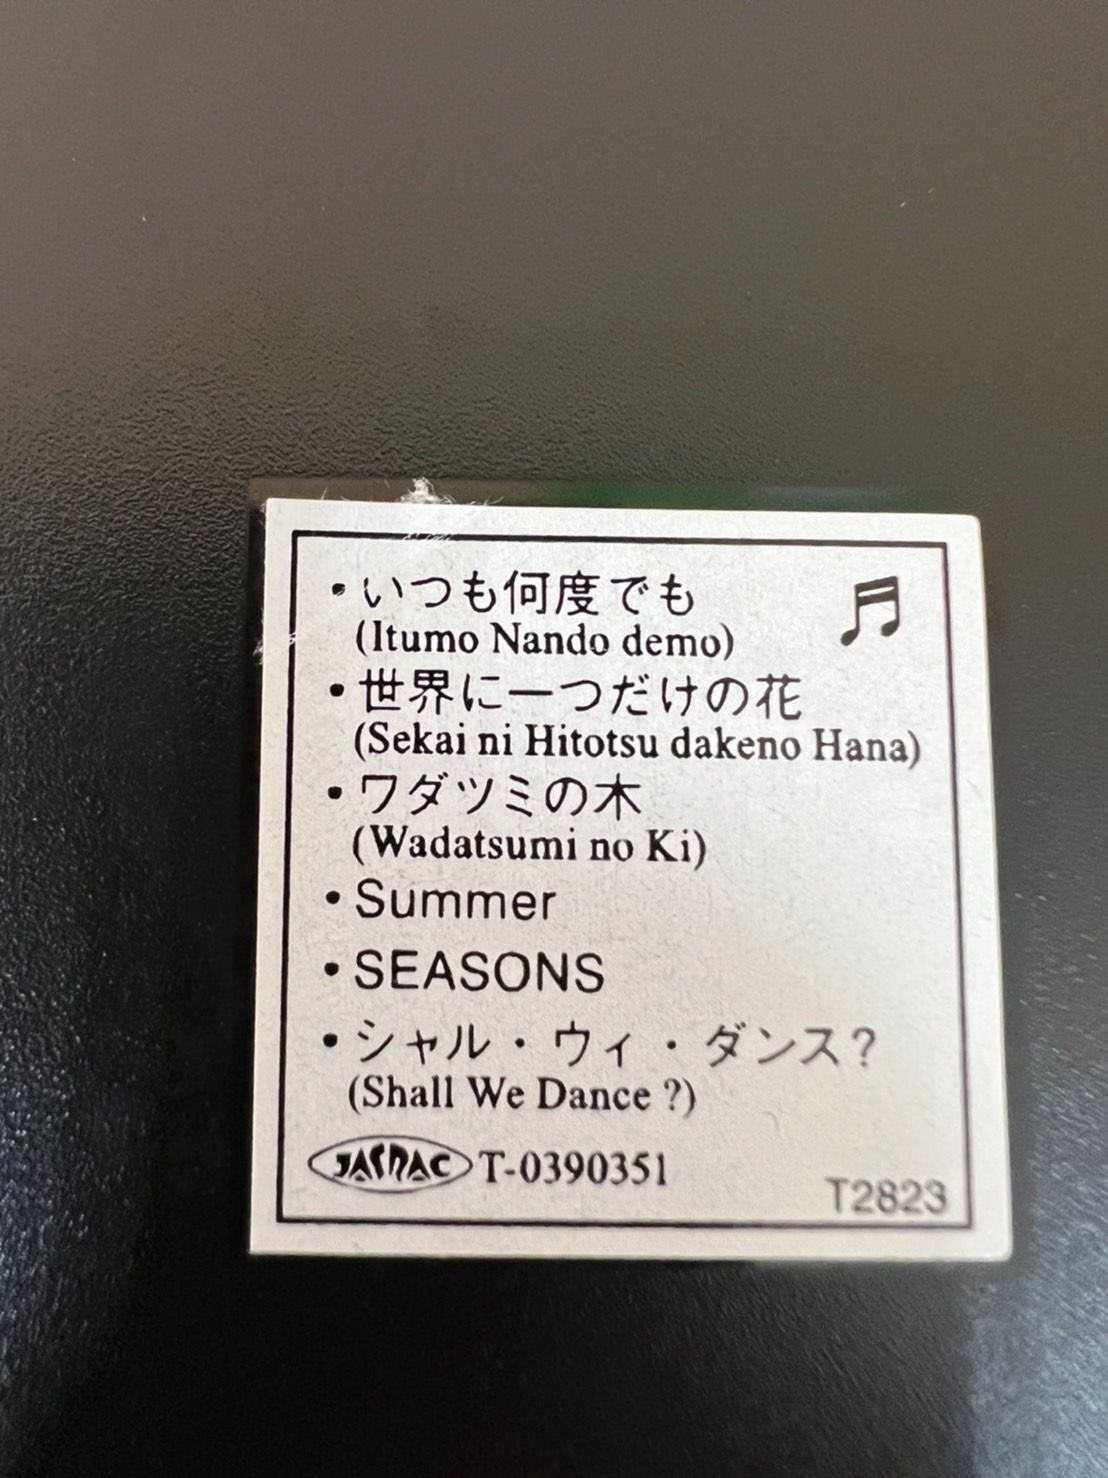 ・いつも何度でも
(Itumo Nando demo)
・世界に一つだけの花
(Sekai ni Hitotsu dakeno Hana)
・ワダツミの木
(Wadatsumi no Ki)
・Summer
・SEASONS
・シャル・ウィ・ダンス？
(Shall We Dance ?)
JASRAC T-0390351
T2823